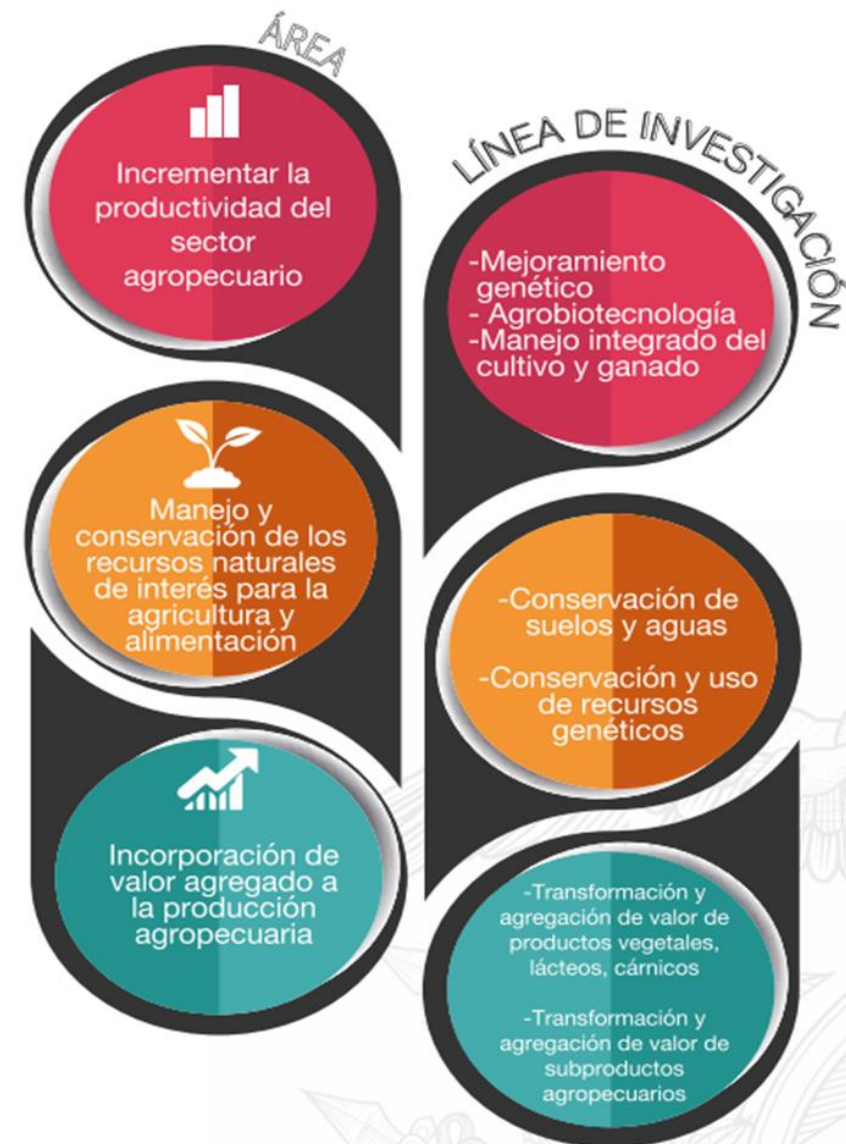 ÁREA
Incrementar la
productividad del
sector
agropecuario
Manejo y
conservación de los
recursos naturales
de interés para la
agricultura y
alimentación
Incorporación de
valor agregado a
la producción
agropecuaria
LÍNEA DE INVESTIGACIÓN
-Mejoramiento
genético
- Agrobiotecnología
-Manejo integrado del
cultivo y ganado
-Conservación de
suelos y aguas
-Conservación y uso
de recursos
genéticos
-Transformación y
agregación de valor de
productos vegetales,
lácteos, cárnicos
-Transformación y
agregación de valor de
subproductos
agropecuarios